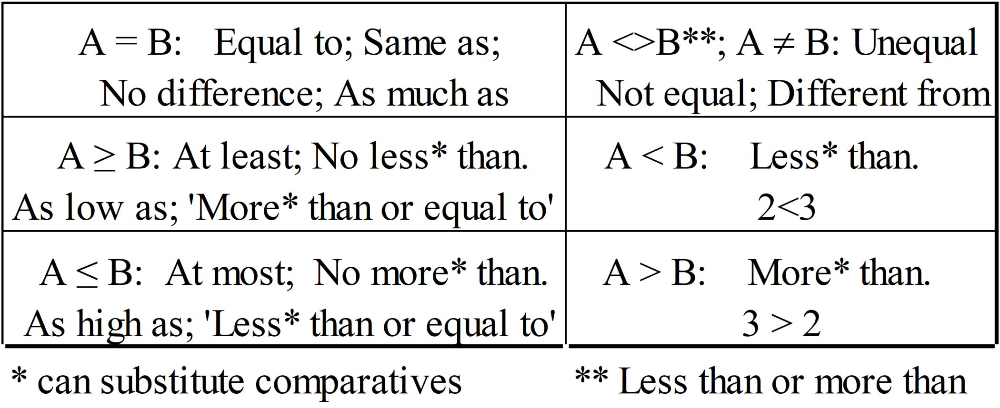 A = B: Equal to; Same as;
No difference; As much as
A <>B**; A ≠ B: Unequal
Not equal; Different from
A ≥ B: At least; No less* than.
As low as; 'More* than or equal to'
A < B: Less* than.
2<3
A ≤ B: At most; No more* than.
As high as; 'Less* than or equal to'
A > B: More* than.
3 > 2
* can substitute comparatives
** Less than or more than